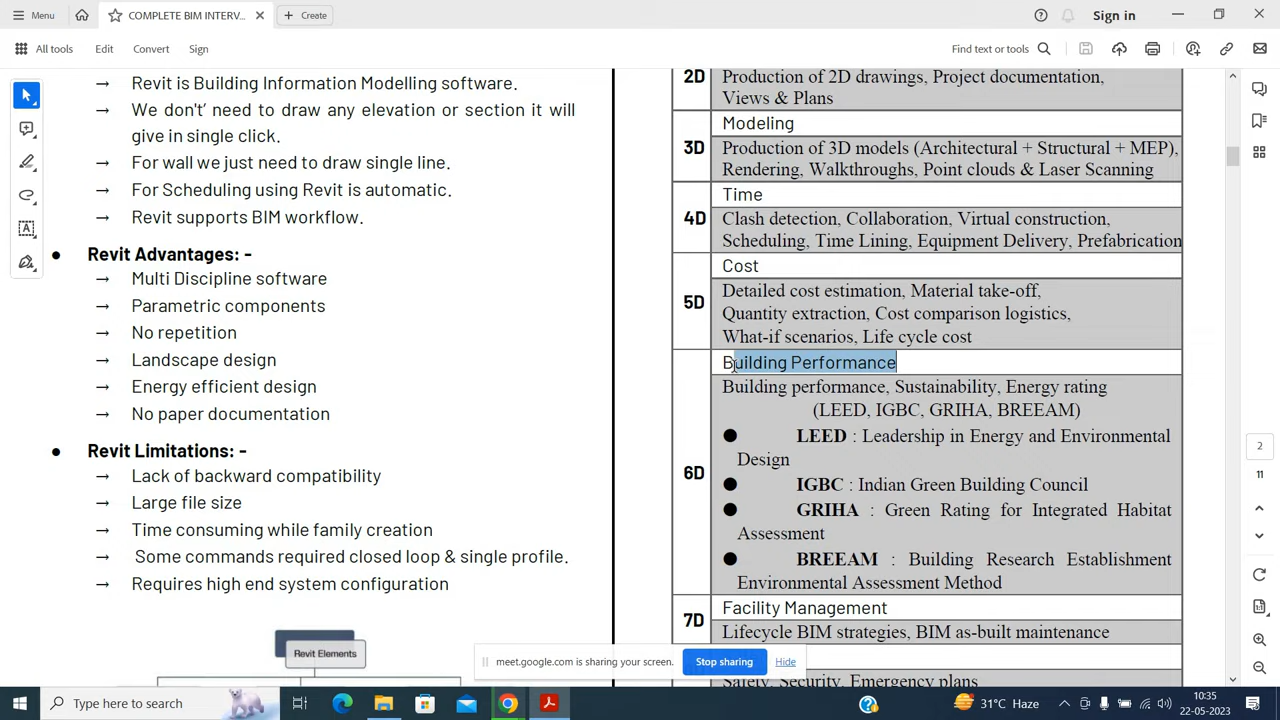 Menu
COMPLETE BIM INTERV...
Create
Sign in
All tools
Edit
Convert
Sign
Find text or tools
→ Revit is Building Information Modelling software.
→ We don't' need to draw any elevation or section it will
give in single click.
→ For wall we just need to draw single line.
→ For Scheduling using Revit is automatic.
→ Revit supports BIM workflow.
● Revit Advantages: -
→ Multi Discipline software
→ Parametric components
→ No repetition
→ Landscape design
→ Energy efficient design
→ No paper documentation
● Revit Limitations: -
→ Lack of backward compatibility
→ Large file size
→ Time consuming while family creation
→ Some commands required closed loop & single profile.
→ Requires high end system configuration
Revit Elements
2D
Production of 2D drawings, Project documentation,
Views & Plans
3D
Modeling
Production of 3D models (Architectural + Structural + MEP),
Rendering, Walkthroughs, Point clouds & Laser Scanning
4D
Time
Clash detection, Collaboration, Virtual construction,
Scheduling, Time Lining, Equipment Delivery, Prefabrication
5D
Cost
Detailed cost estimation, Material take-off,
Quantity extraction, Cost comparison logistics,
What-if scenarios, Life cycle cost
6D
Building Performance
Building performance, Sustainability, Energy rating
(LEED, IGBC, GRIHA, BREEAM)
● LEED : Leadership in Energy and Environmental
Design
● IGBC : Indian Green Building Council
● GRIHA : Green Rating for Integrated Habitat
Assessment
● BREEAM : Building Research Establishment
Environmental Assessment Method
7D
Facility Management
Lifecycle BIM strategies, BIM as-built maintenance
Safety, Security, Emergency plans
2
11
meet.google.com is sharing your screen.
Stop sharing
Hide
Type here to search
31°C Haze
10:35
22-05-2023